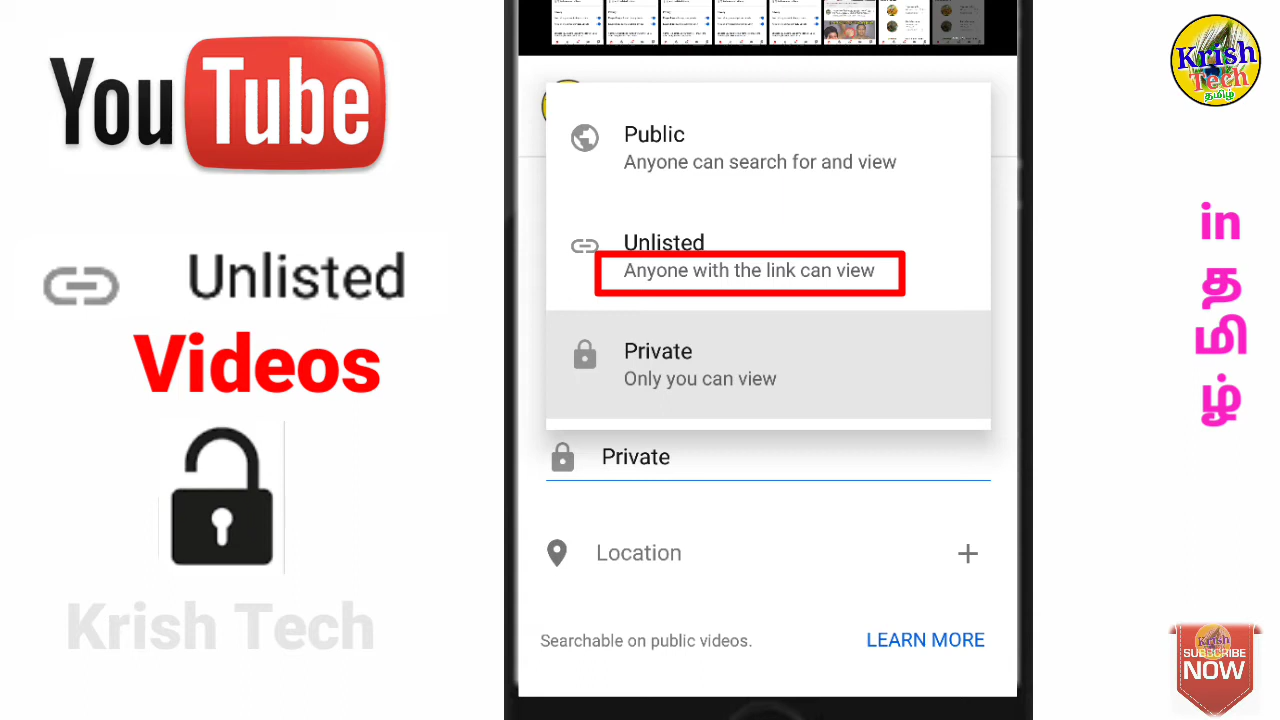 YouTube
Unlisted
Videos
Krish Tech
Public
Anyone can search for and view
Unlisted
Anyone with the link can view
Private
Only you can view
Private
Location
Searchable on public videos.
LEARN MORE
Krish
Tech
தமிழ்
in
த
மி
ழ்
Krish
SUBSCRIBE
NOW